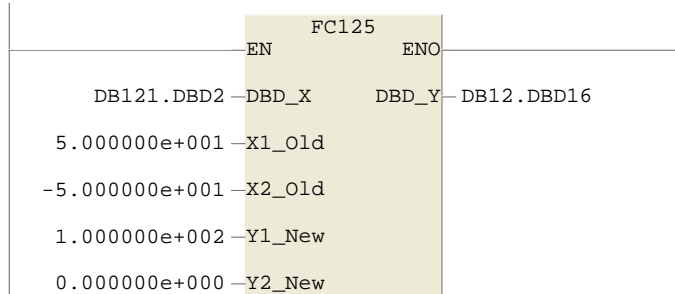 FC125
EN ENO
DB121.DBD2 DBD_X DBD_Y DB12.DBD16
5.000000e+001 X1_Old
-5.000000e+001 X2_Old
1.000000e+002 Y1_New
0.000000e+000 Y2_New